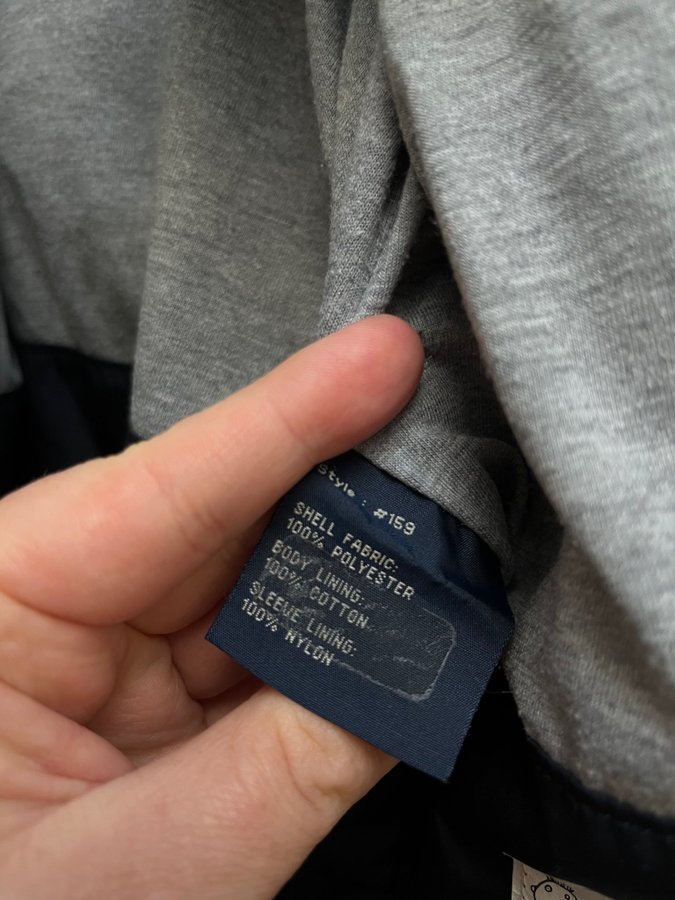 Style : #159
SHELL FABRIC:
100% POLYESTER
BODY LINING:
100% COTTON
SLEEVE LINING:
100% NYLON